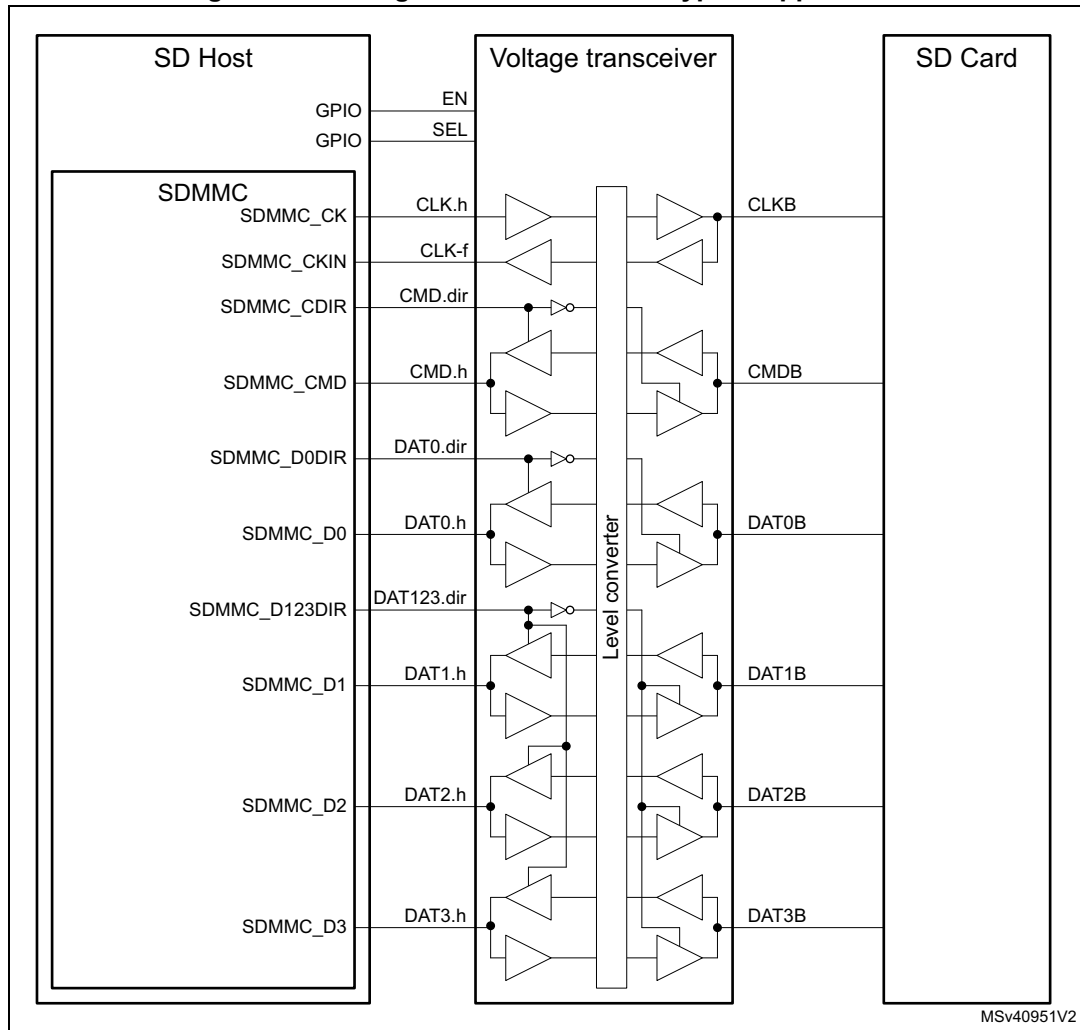 SD Host
Voltage transceiver
SD Card
GPIO
EN
GPIO
SEL
SDMMC
SDMMC_CK
CLK.h
CLKB
SDMMC_CKIN
CLK-f
SDMMC_CDIR
CMD.dir
SDMMC_CMD
CMD.h
CMDB
SDMMC_D0DIR
DAT0.dir
SDMMC_D0
DAT0.h
DAT0B
Level converter
SDMMC_D123DIR
DAT123.dir
SDMMC_D1
DAT1.h
DAT1B
SDMMC_D2
DAT2.h
DAT2B
SDMMC_D3
DAT3.h
DAT3B
MSv40951V2